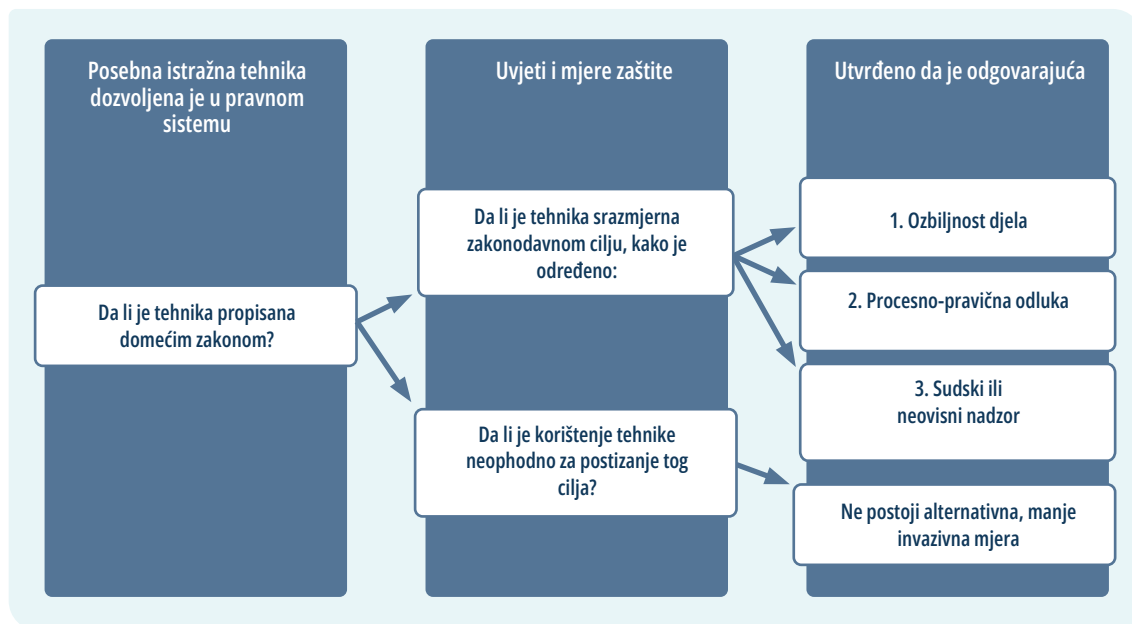 Posebna istražna tehnika
dozvoljena je u pravnom
sistemu
Da li je tehnika propisana
domećim zakonom?
Uvjeti i mjere zaštite
Da li je tehnika srazmjerna
zakonodavnom cilju, kako je
određeno:
Da li je korištenje tehnike
neophodno za postizanje tog
cilja?
Utvrđeno da je odgovarajuća
1. Ozbiljnost djela
2. Procesno-pravična odluka
3. Sudski ili
neovisni nadzor
Ne postoji alternativna, manje
invazivna mjera